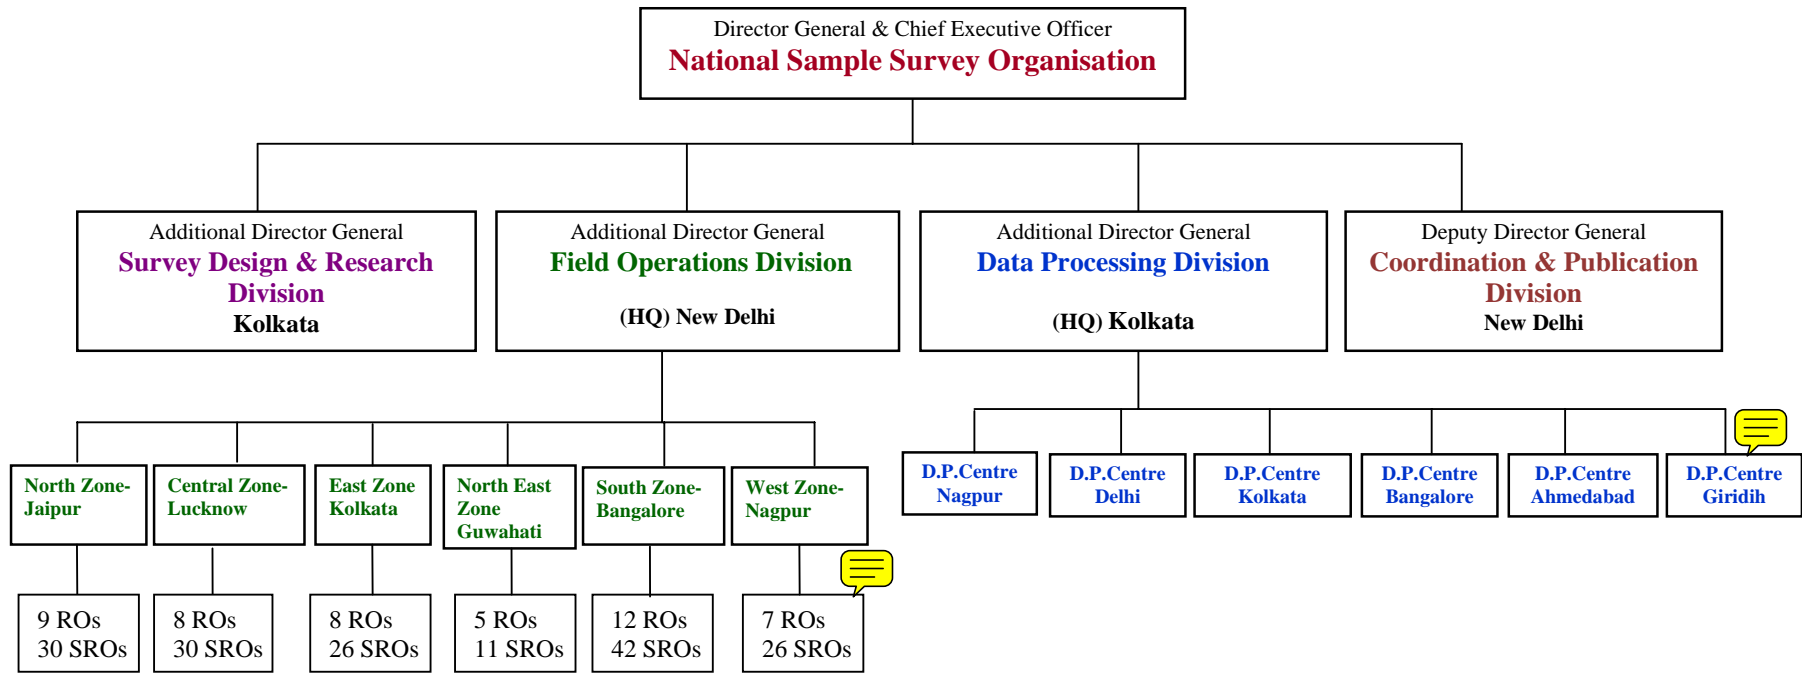 Director General & Chief Executive Officer
National Sample Survey Organisation
Additional Director General
Survey Design & Research
Division
Kolkata
Additional Director General
Field Operations Division
(HQ) New Delhi
Additional Director General
Data Processing Division
(HQ) Kolkata
Deputy Director General
Coordination & Publication
Division
New Delhi
North Zone-
Jaipur
Central Zone-
Lucknow
East Zone
Kolkata
North East
Zone
Guwahati
South Zone-
Bangalore
West Zone-
Nagpur
D.P.Centre
Nagpur
D.P.Centre
Delhi
D.P.Centre
Kolkata
D.P.Centre
Bangalore
D.P.Centre
Ahmedabad
D.P.Centre
Giridih
9 ROs
30 SROs
8 ROs
30 SROs
8 ROs
26 SROs
5 ROs
11 SROs
12 ROs
42 SROs
7 ROs
26 SROs